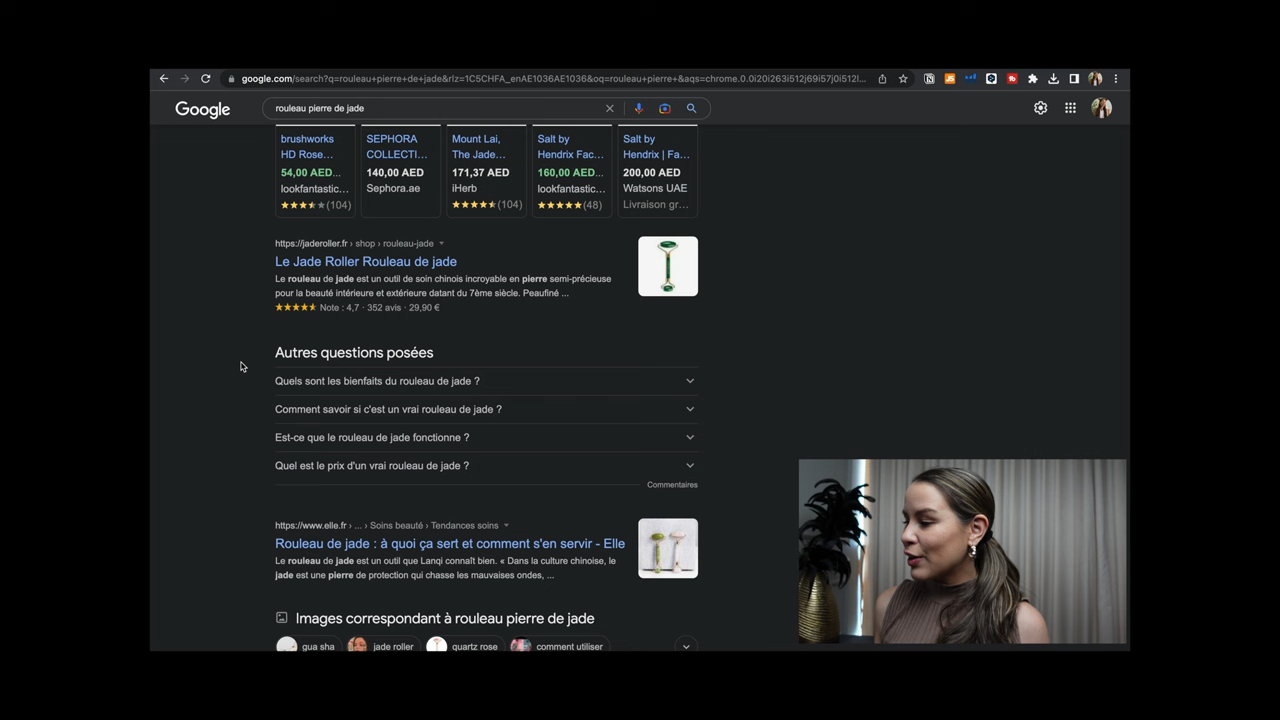 google.com/search?q=rouleau+pierre+de+jade&rlz=1C5CHFA_enAE1036AE1036&oq=rouleau+pierre+&aqs=chrome.0.0i20i263i512j69i57j0i512l...
Google
rouleau pierre de jade
brushworks
HD Rose...
54,00 AED...
lookfantastic...
(104)
SEPHORA
COLLECTI...
140,00 AED
Sephora.ae
Mount Lai,
The Jade...
171,37 AED
iHerb
(104)
Salt by
Hendrix Fac...
160,00 AED...
lookfantastic...
(48)
Salt by
Hendrix | Fa...
200,00 AED
Watsons UAE
Livraison gr...
https://jaderoller.fr › shop › rouleau-jade
Le Jade Roller Rouleau de jade
Le rouleau de jade est un outil de soin chinois incroyable en pierre semi-précieuse
pour la beauté intérieure et extérieure datant du 7ème siècle. Peaufiné ...
Note : 4,7 · 352 avis · 29,90 €
Autres questions posées
Quels sont les bienfaits du rouleau de jade ?
Comment savoir si c'est un vrai rouleau de jade ?
Est-ce que le rouleau de jade fonctionne ?
Quel est le prix d'un vrai rouleau de jade ?
Commentaires
https://www.elle.fr › ... › Soins beauté › Tendances soins
Rouleau de jade : à quoi ça sert et comment s'en servir - Elle
Le rouleau de jade est un outil que Lanqi connaît bien. « Dans la culture chinoise, le
jade est une pierre de protection qui chasse les mauvaises ondes, ...
Images correspondant à rouleau pierre de jade
gua sha
jade roller
quartz rose
comment utiliser